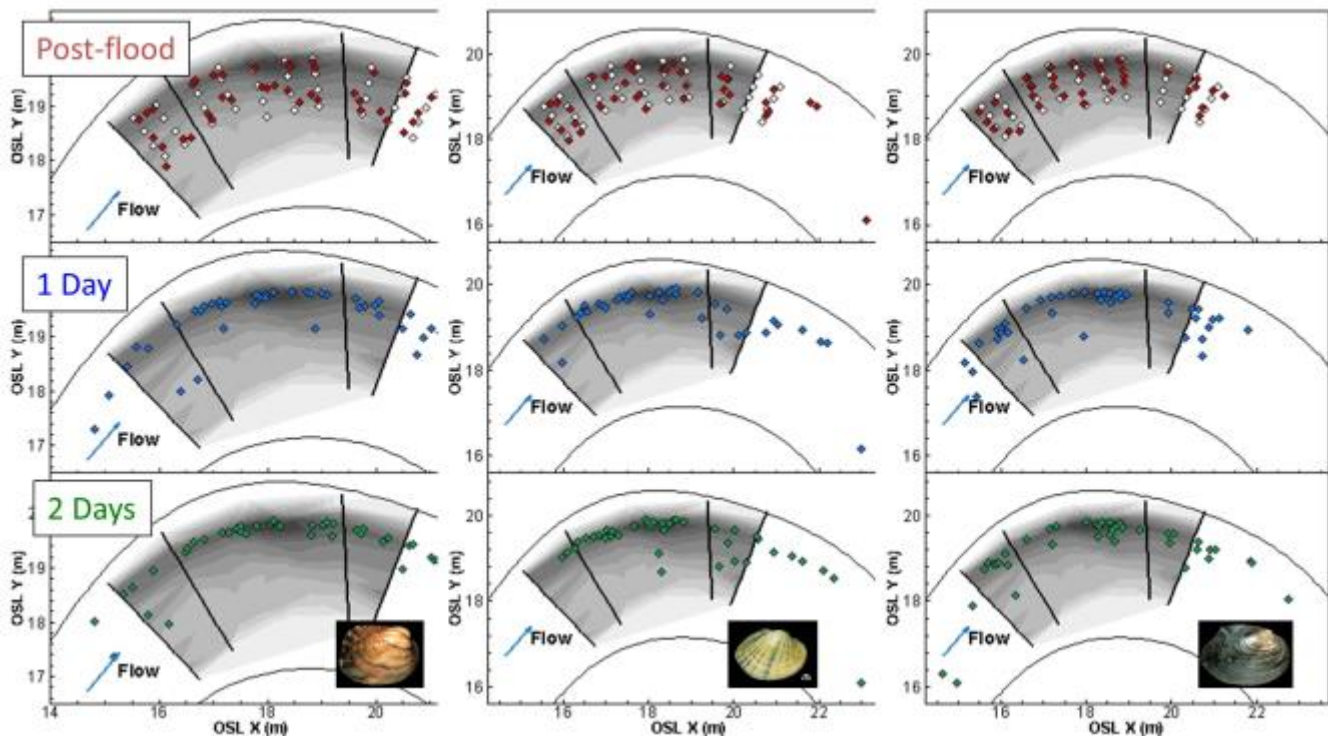 Post-flood
OSL Y (m)
19
18
17
Flow
OSL Y (m)
20
18
16
Flow
OSL Y (m)
20
18
16
Flow
1 Day
OSL Y (m)
19
18
17
Flow
OSL Y (m)
20
18
16
Flow
OSL Y (m)
20
18
16
Flow
2 Days
OSL Y (m)
19
18
17
Flow
OSL Y (m)
20
18
16
Flow
OSL Y (m)
20
18
16
Flow
14 16 18 20
OSL X (m)
16 18 20 22
OSL X (m)
16 18 20 22
OSL X (m)